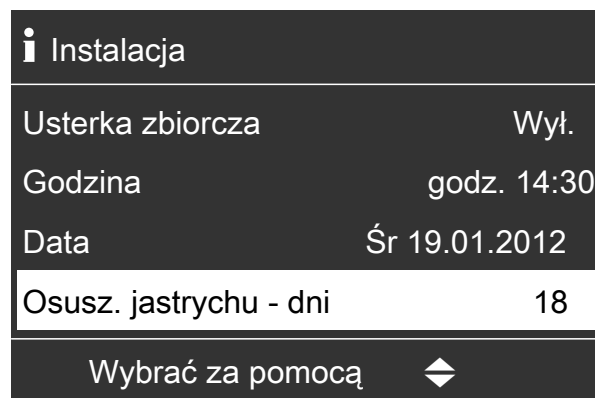 i Instalacja
Usterka zbiorcza Wył.
Godzina godz. 14:30
Data Śr 19.01.2012
Osusz. jastrychu - dni 18
Wybrać za pomocą